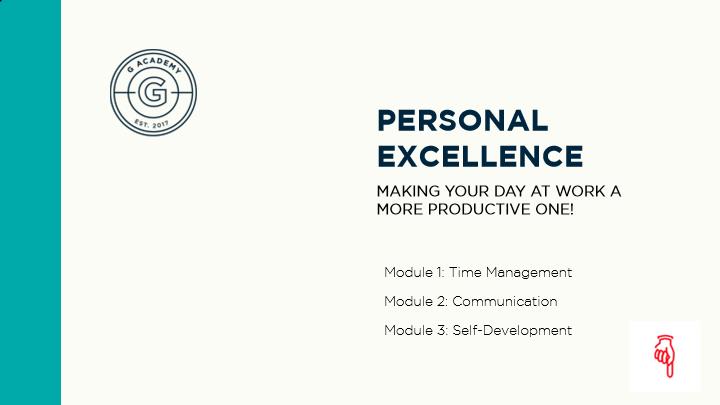 G ACADEMY
G
EST. 2017
PERSONAL
EXCELLENCE
MAKING YOUR DAY AT WORK A
MORE PRODUCTIVE ONE!
Module 1: Time Management
Module 2: Communication
Module 3: Self-Development